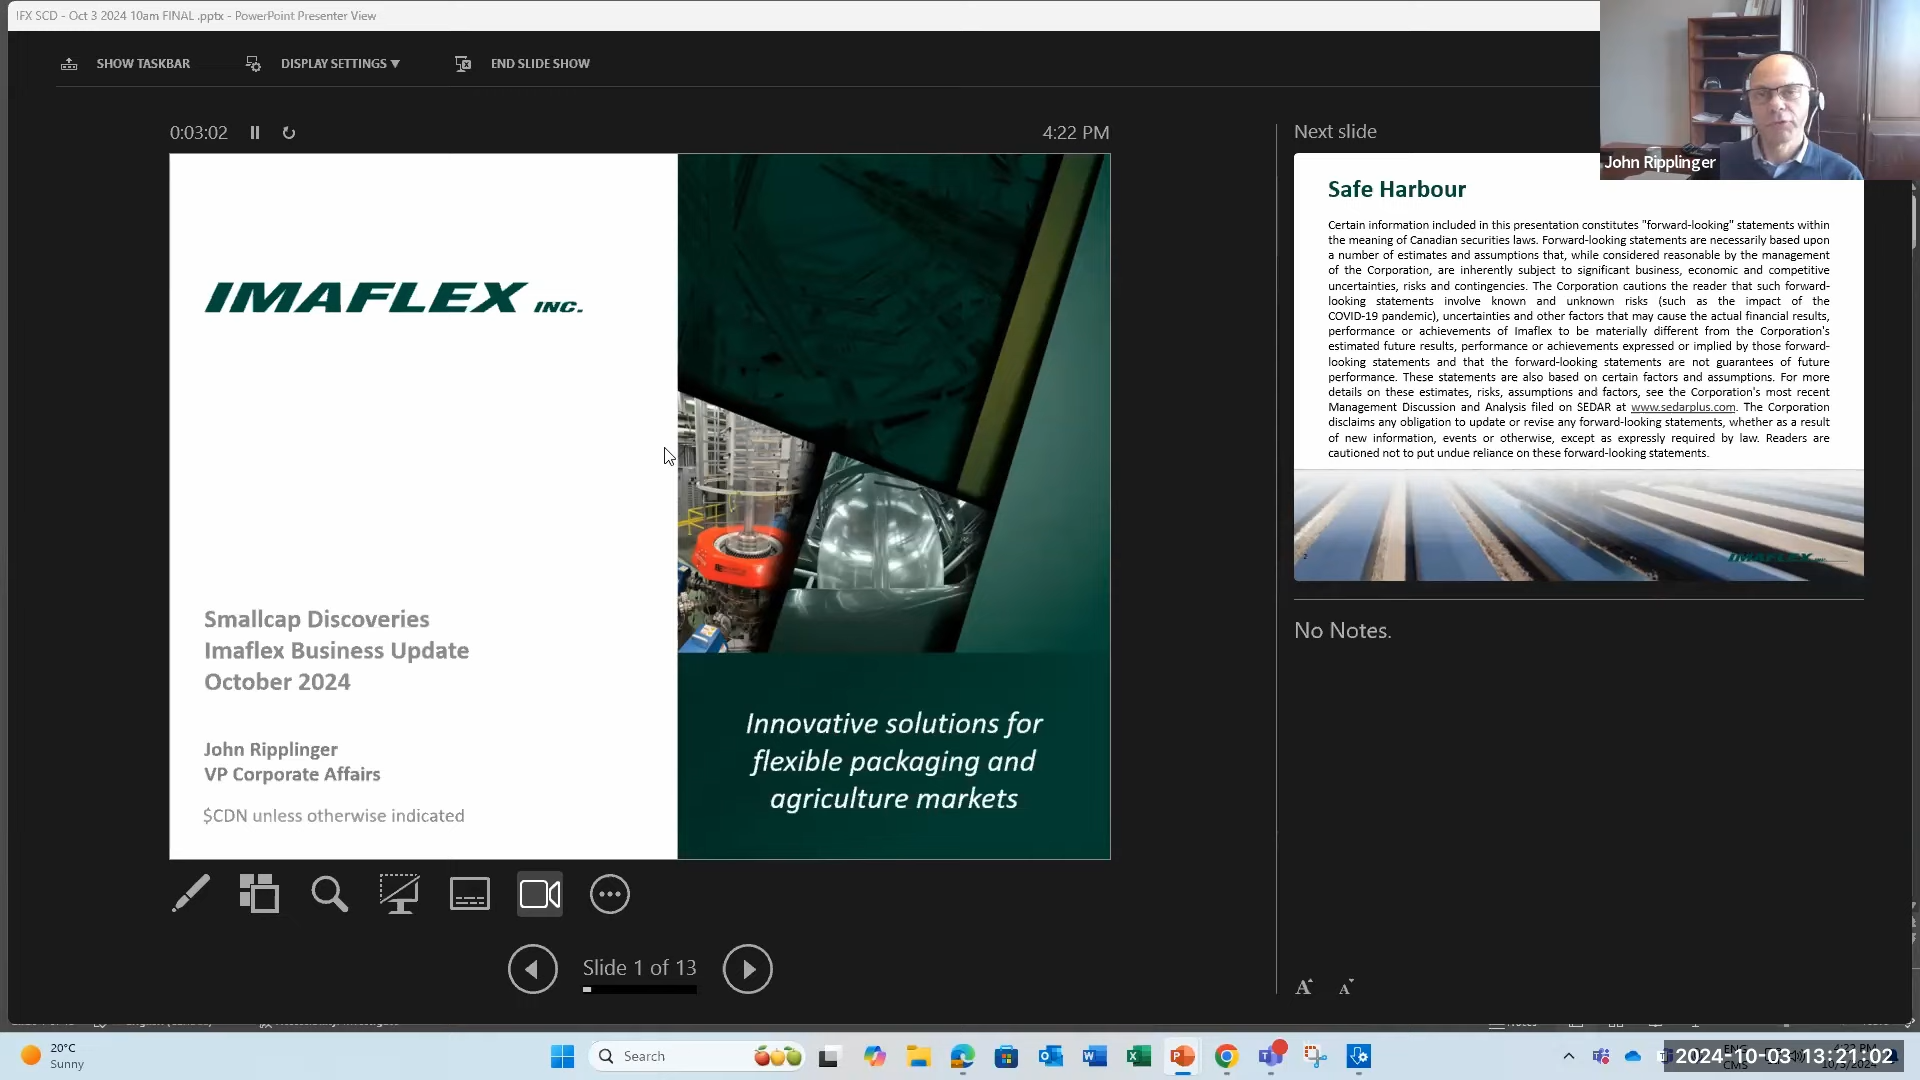 IFX SCD - Oct 3 2024 10am FINAL .pptx - PowerPoint Presenter View
SHOW TASKBAR
DISPLAY SETTINGS ▼
END SLIDE SHOW
0:03:02
4:22 PM
IMAFLEX INC.
Smallcap Discoveries
Imaflex Business Update
October 2024
John Ripplinger
VP Corporate Affairs
$CDN unless otherwise indicated
Innovative solutions for
flexible packaging and
agriculture markets
Slide 1 of 13
Next slide
John Ripplinger
Safe Harbour
Certain information included in this presentation constitutes "forward-looking" statements within
the meaning of Canadian securities laws. Forward-looking statements are necessarily based upon
a number of estimates and assumptions that, while considered reasonable by the management
of the Corporation, are inherently subject to significant business, economic and competitive
uncertainties, risks and contingencies. The Corporation cautions the reader that such forward-
looking statements involve known and unknown risks (such as the impact of the
COVID-19 pandemic), uncertainties and other factors that may cause the actual financial results,
performance or achievements of Imaflex to be materially different from the Corporation's
estimated future results, performance or achievements expressed or implied by those forward-
looking statements and that the forward-looking statements are not guarantees of future
performance. These statements are also based on certain factors and assumptions. For more
details on these estimates, risks, assumptions and factors, see the Corporation's most recent
Management Discussion and Analysis filed on SEDAR at www.sedarplus.com. The Corporation
disclaims any obligation to update or revise any forward-looking statements, whether as a result
of new information, events or otherwise, except as expressly required by law. Readers are
cautioned not to put undue reliance on these forward-looking statements.
2
IMAFLEX
No Notes.
A A
20°C
Sunny
Search
ENG
CMS
2024-10-03 13:21:02